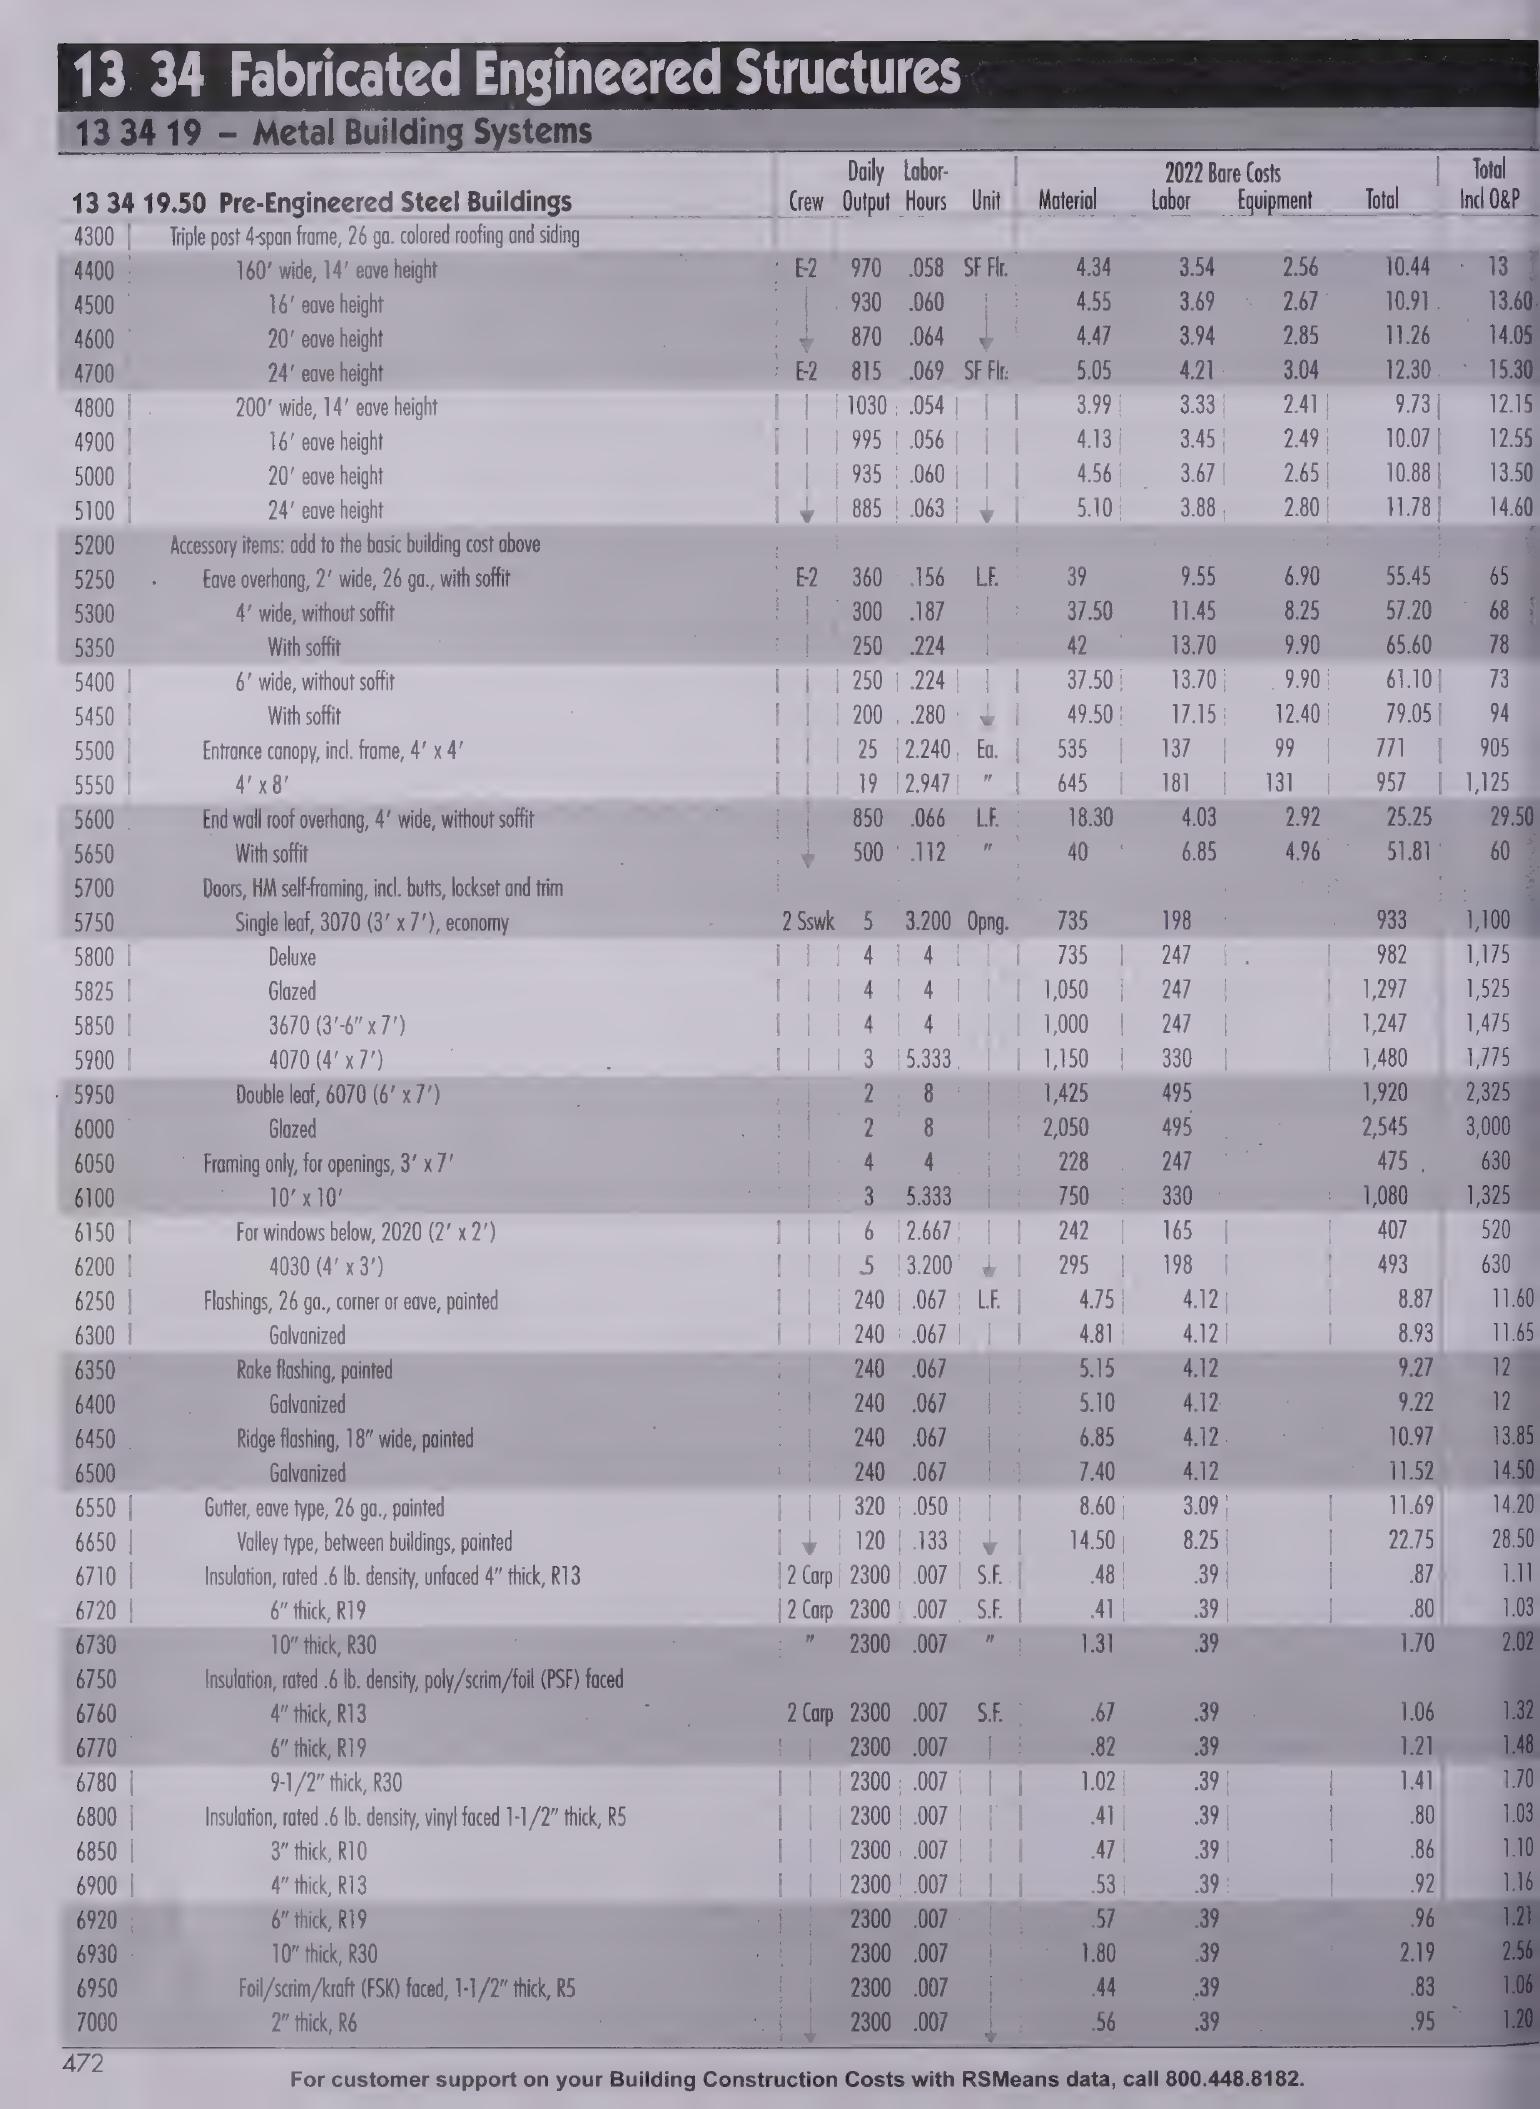 13 34 Fabricated Engineered Structures
13 34 19 – Metal Building Systems
13 34 19.50 Pre-Engineered Steel Buildings Crew Daily Output Labor-Hours Unit Material Labor 2022 Bare Costs Equipment Total Total Incl O&P
4300 Triple post 4-span frame, 26 ga. colored roofing and siding
4400 160' wide, 14' eave height E-2 970 .058 SF Flr. 4.34 3.54 2.56 10.44 13
4500 16' eave height 930 .060 4.55 3.69 2.67 10.91 13.60
4600 20' eave height 870 .064 4.47 3.94 2.85 11.26 14.05
4700 24' eave height E-2 815 .069 SF Flr. 5.05 4.21 3.04 12.30 15.30
4800 200' wide, 14' eave height 1030 .054 3.99 3.33 2.41 9.73 12.15
4900 16' eave height 995 .056 4.13 3.45 2.49 10.07 12.55
5000 20' eave height 935 .060 4.56 3.67 2.65 10.88 13.50
5100 24' eave height 885 .063 5.10 3.88 2.80 11.78 14.60
5200 Accessory items: add to the basic building cost above
5250 Eave overhang, 2' wide, 26 ga., with soffit E-2 360 .156 L.F. 39 9.55 6.90 55.45 65
5300 4' wide, without soffit 300 .187 37.50 11.45 8.25 57.20 68
5350 With soffit 250 .224 42 13.70 9.90 65.60 78
5400 6' wide, without soffit 250 .224 37.50 13.70 9.90 61.10 73
5450 With soffit 200 .280 49.50 17.15 12.40 79.05 94
5500 Entrance canopy, incl. frame, 4' x 4' 25 2.240 Ea. 535 137 99 771 905
5550 4' x 8' 19 2.947 " 645 181 131 957 1,125
5600 End wall roof overhang, 4' wide, without soffit 850 .066 L.F. 18.30 4.03 2.92 25.25 29.50
5650 With soffit 500 .112 " 40 6.85 4.96 51.81 60
5700 Doors, HM self-framing, incl. butts, lockset and trim
5750 Single leaf, 3070 (3' x 7'), economy 2 Sswk 5 3.200 Opng. 735 198 933 1,100
5800 Deluxe 4 4 735 247 982 1,175
5825 Glazed 4 4 1,050 247 1,297 1,525
5850 3670 (3'-6" x 7') 4 4 1,000 247 1,247 1,475
5900 4070 (4' x 7') 3 5.333 1,150 330 1,480 1,775
5950 Double leaf, 6070 (6' x 7') 2 8 1,425 495 1,920 2,325
6000 Glazed 2 8 2,050 495 2,545 3,000
6050 Framing only, for openings, 3' x 7' 4 4 228 247 475 630
6100 10' x 10' 3 5.333 750 330 1,080 1,325
6150 For windows below, 2020 (2' x 2') 6 2.667 242 165 407 520
6200 4030 (4' x 3') 5 3.200 295 198 493 630
6250 Flashings, 26 ga., corner or eave, painted 240 .067 L.F. 4.75 4.12 8.87 11.60
6300 Galvanized 240 .067 4.81 4.12 8.93 11.65
6350 Rake flashing, painted 240 .067 5.15 4.12 9.27 12
6400 Galvanized 240 .067 5.10 4.12 9.22 12
6450 Ridge flashing, 18" wide, painted 240 .067 6.85 4.12 10.97 13.85
6500 Galvanized 240 .067 7.40 4.12 11.52 14.50
6550 Gutter, eave type, 26 ga., painted 320 .050 8.60 3.09 11.69 14.20
6650 Valley type, between buildings, painted 120 .133 14.50 8.25 22.75 28.50
6710 Insulation, rated .6 lb. density, unfaced 4" thick, R13 2 Carp 2300 .007 S.F. .48 .39 .87 1.11
6720 6" thick, R19 2 Carp 2300 .007 S.F. .41 .39 .80 1.03
6730 10" thick, R30 " 2300 .007 " 1.31 .39 1.70 2.02
6750 Insulation, rated .6 lb. density, poly/scrim/foil (PSF) faced
6760 4" thick, R13 2 Carp 2300 .007 S.F. .67 .39 1.06 1.32
6770 6" thick, R19 2300 .007 .82 .39 1.21 1.48
6780 9-1/2" thick, R30 2300 .007 1.02 .39 1.41 1.70
6800 Insulation, rated .6 lb. density, vinyl faced 1-1/2" thick, R5 2300 .007 .41 .39 .80 1.03
6850 3" thick, R10 2300 .007 .47 .39 .86 1.10
6900 4" thick, R13 2300 .007 .53 .39 .92 1.16
6920 6" thick, R19 2300 .007 .57 .39 .96 1.21
6930 10" thick, R30 2300 .007 1.80 .39 2.19 2.56
6950 Foil/scrim/kraft (FSK) faced, 1-1/2" thick, R5 2300 .007 .44 .39 .83 1.06
7000 2" thick, R6 2300 .007 .56 .39 .95 1.20
472
For customer support on your Building Construction Costs with RSMeans data, call 800.448.8182.